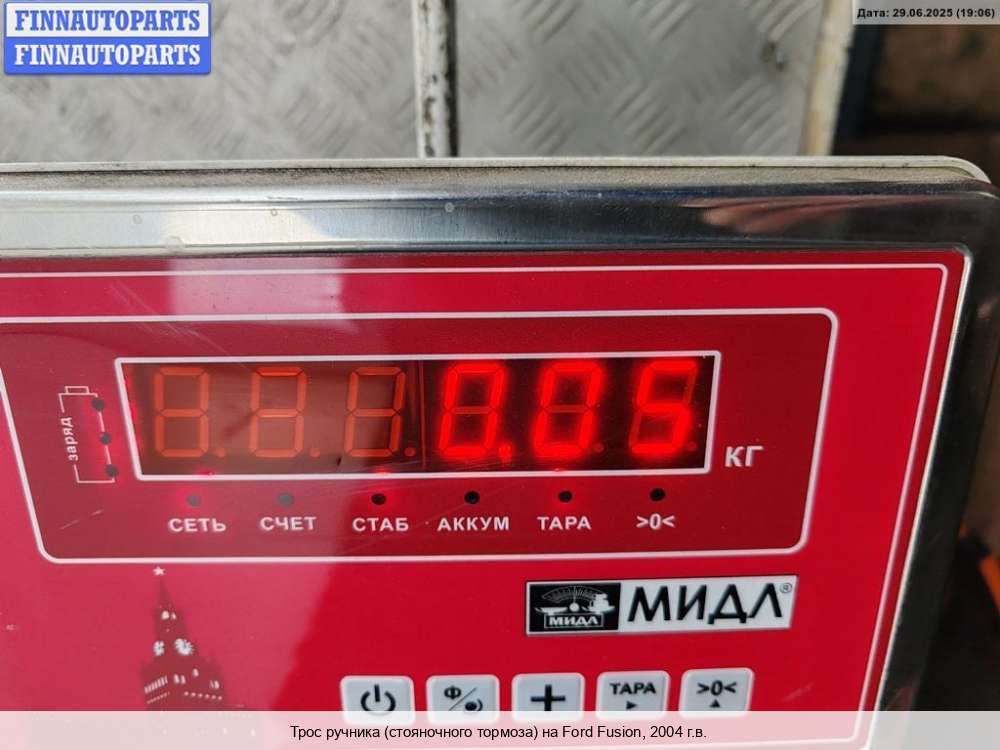 FINNAUTOPARTS
FINNAUTOPARTS
Дата: 29.06.2025 (19:06)
заряд
0.05
кг
СЕТЬ СЧЕТ СТАБ АККУМ ТАРА >0<
МИДЛ МИДЛ®
Ф/ + ТАРА >0<
Трос ручника (стояночного тормоза) на Ford Fusion, 2004 г.в.